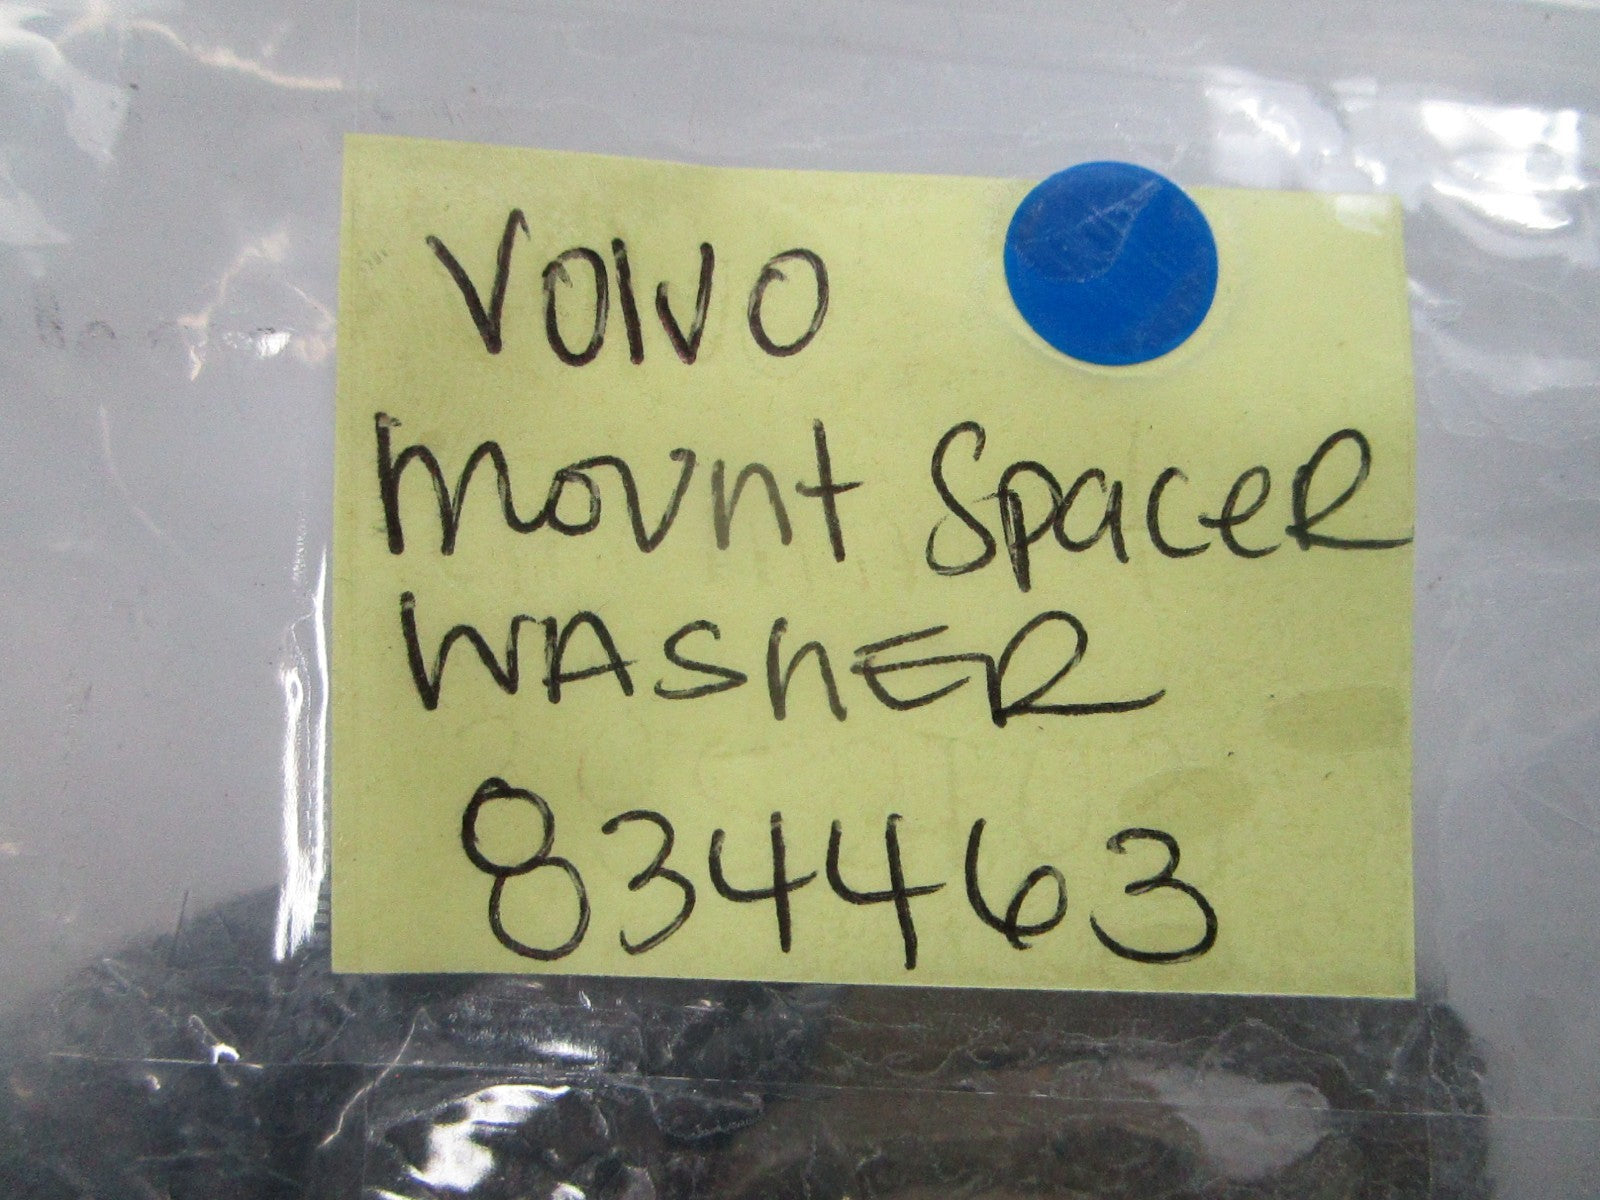 Volvo
mount spacer
WASHER
834463